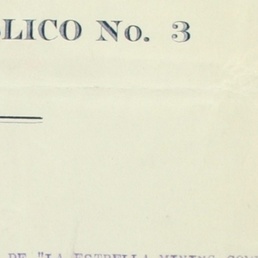 LICO No. 3
DE "LA ESTRELLA MINING